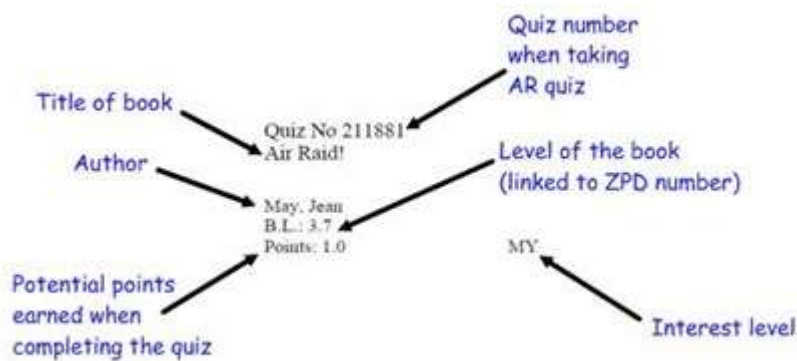 Quiz number
when taking
AR quiz
Title of book
Quiz No 211881
Air Raid!
Author
Level of the book
(linked to ZPD number)
May, Jean
B.L.: 3.7
Points: 1.0
MY
Potential points
earned when
completing the quiz
Interest level